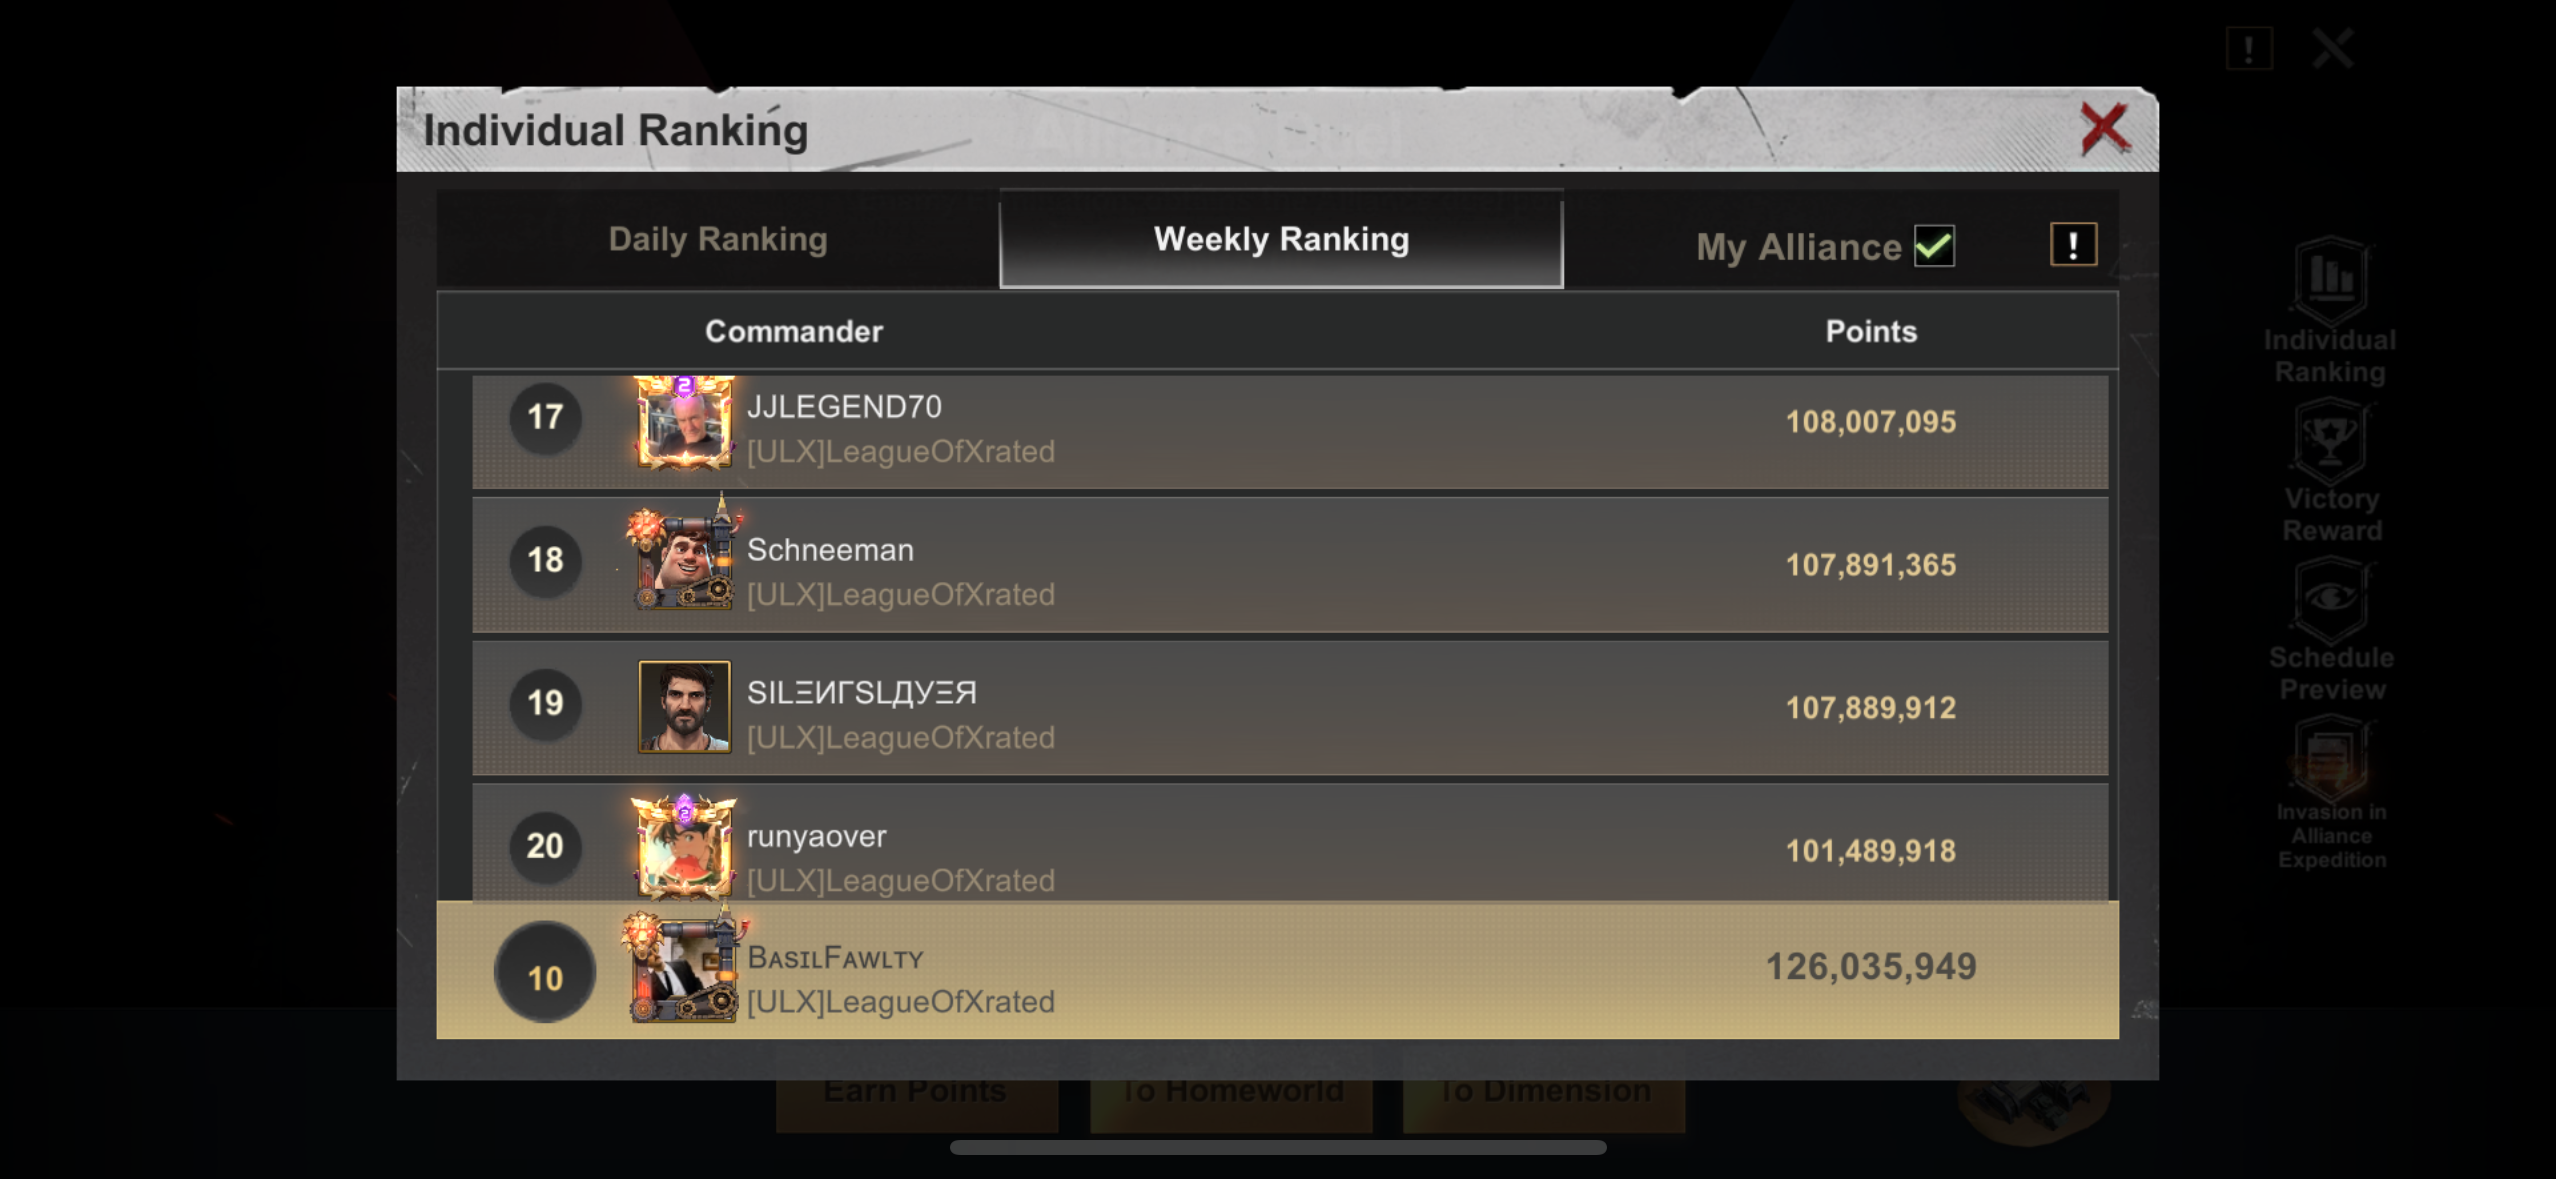 Individual Ranking
Daily Ranking
Weekly Ranking
My Alliance
Commander
Points
17
JJLEGEND70
[ULX]LeagueOfXrated
108,007,095
18
Schneeman
[ULX]LeagueOfXrated
107,891,365
19
SILΞИГSLДУΞЯ
[ULX]LeagueOfXrated
107,889,912
20
runyaover
[ULX]LeagueOfXrated
101,489,918
10
BᴀsɪʟFᴀᴡʟᴛʏ
[ULX]LeagueOfXrated
126,035,949
Individual
Ranking
Victory
Reward
Schedule
Preview
Invasion in
Alliance
Expedition
Earn Points
To Homeworld
To Dimension